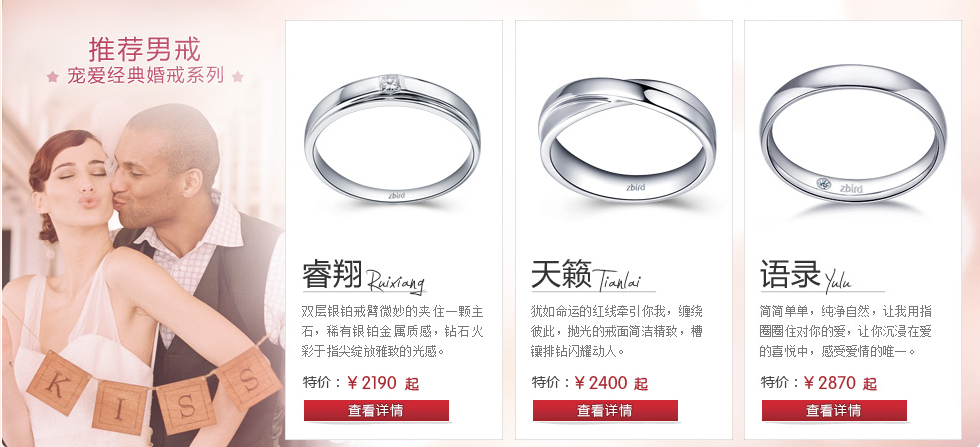 推荐男戒
宠爱经典婚戒系列
KISS
zbird
睿翔 Ruixiang
双层银铂戒臂微妙的夹住一颗主
石，稀有银铂金属质感，钻石火
彩于指尖绽放雅致的光感。
特价：￥2190 起
查看详情
zbird
天籁 Tianlai
犹如命运的红线牵引你我，缠绕
彼此，抛光的戒面简洁精致，槽
镶排钻闪耀动人。
特价：￥2400 起
查看详情
zbird
语录 Yulu
简简单单，纯净自然，让我用指
圈圈住对你的爱，让你沉浸在爱
的喜悦中，感受爱情的唯一。
特价：￥2870 起
查看详情